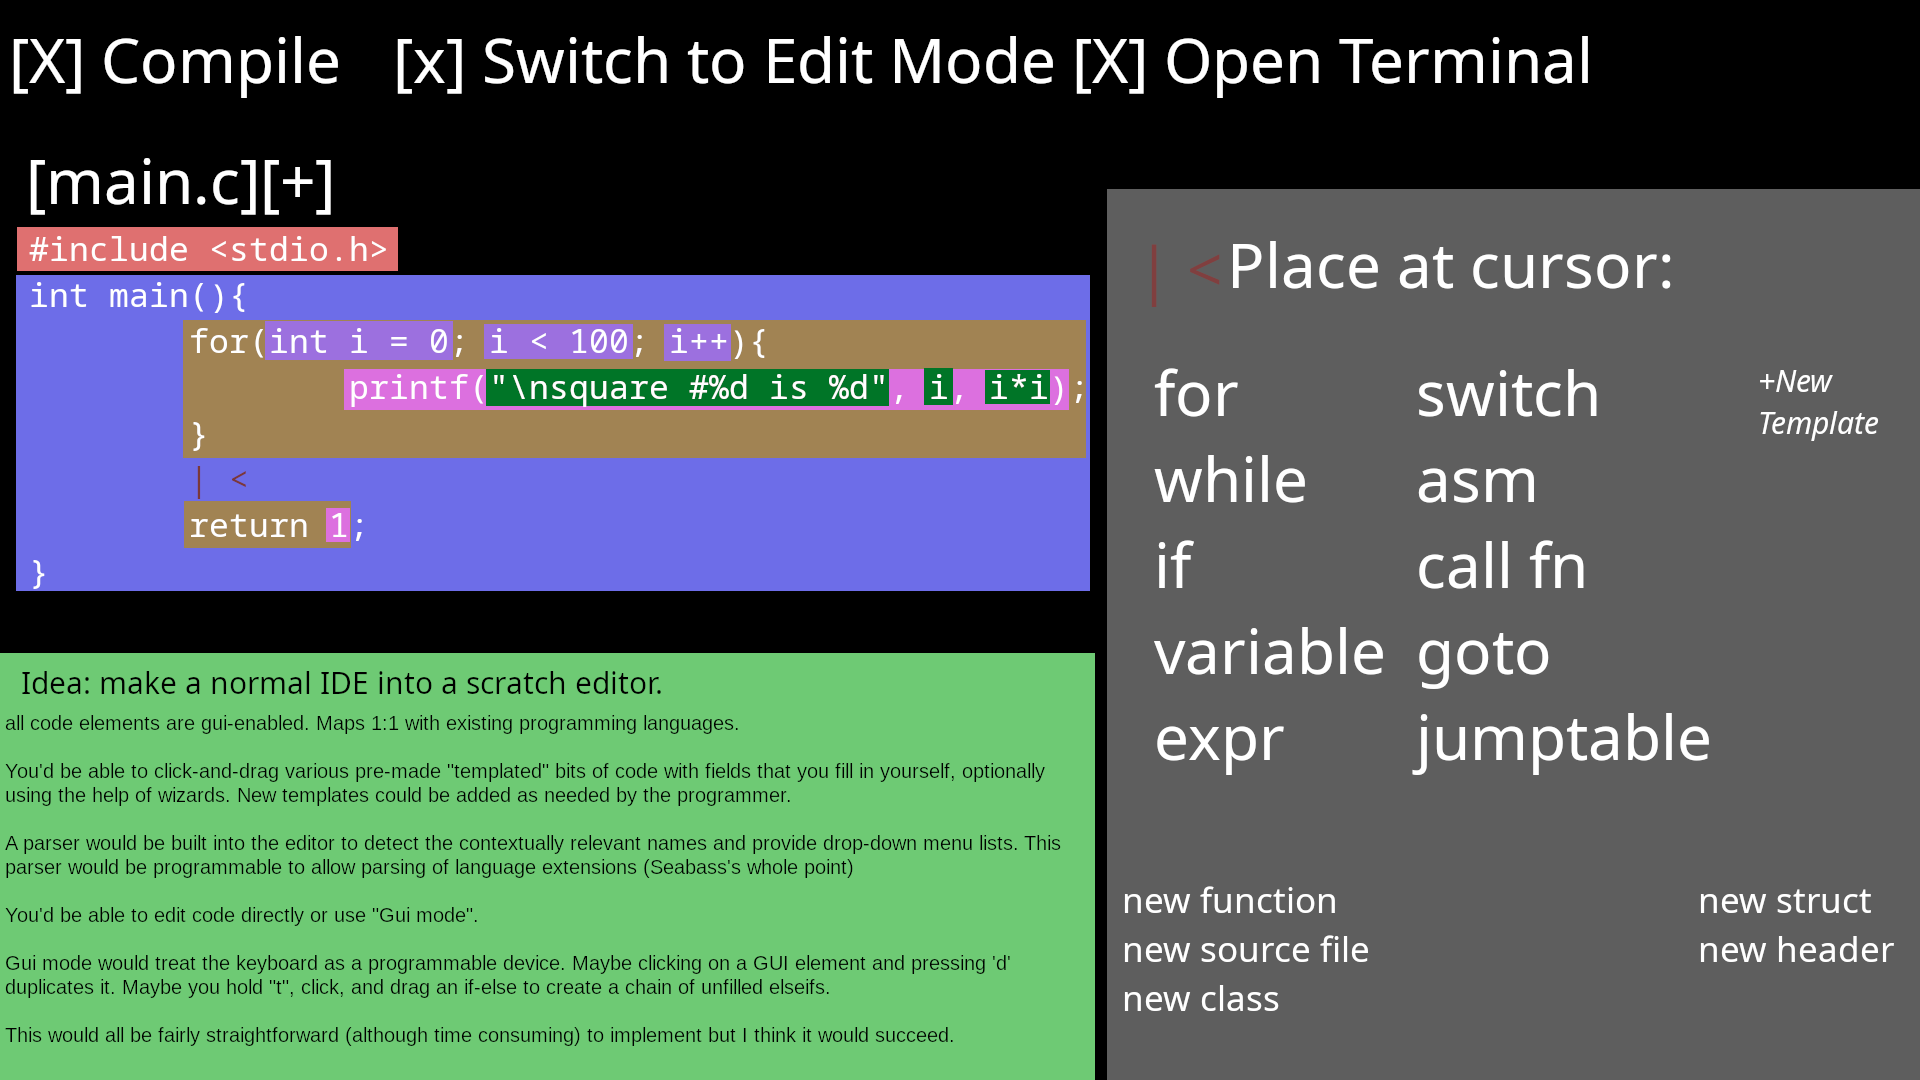 [X] Compile [x] Switch to Edit Mode [X] Open Terminal
[main.c][+]
#include <stdio.h>
int main(){
for(int i = 0; i < 100; i++){
printf("\nsquare #%d is %d", i, i*i);
}
| <
return 1;
}
Idea: make a normal IDE into a scratch editor.
all code elements are gui-enabled. Maps 1:1 with existing programming languages.
You'd be able to click-and-drag various pre-made "templated" bits of code with fields that you fill in yourself, optionally
using the help of wizards. New templates could be added as needed by the programmer.
A parser would be built into the editor to detect the contextually relevant names and provide drop-down menu lists. This
parser would be programmable to allow parsing of language extensions (Seabass's whole point)
You'd be able to edit code directly or use "Gui mode".
Gui mode would treat the keyboard as a programmable device. Maybe clicking on a GUI element and pressing 'd'
duplicates it. Maybe you hold "t", click, and drag an if-else to create a chain of unfilled elseifs.
This would all be fairly straightforward (although time consuming) to implement but I think it would succeed.
| < Place at cursor:
for switch
while asm
if call fn
variable goto
expr jumptable
+New
Template
new function new struct
new source file new header
new class